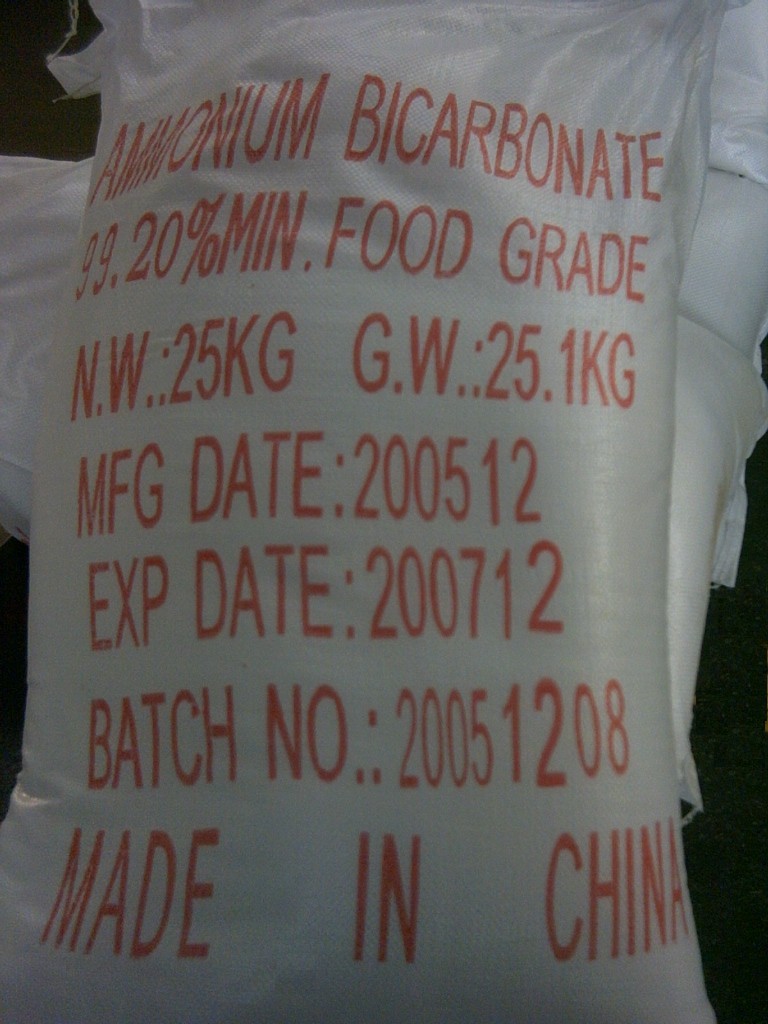 AMMONIUM BICARBONATE
99.20%MIN. FOOD GRADE
N.W.:25KG G.W.:25.1KG
MFG DATE:200512
EXP DATE:200712
BATCH NO.: 20051208
MADE IN CHINA